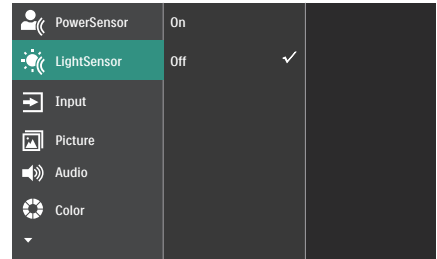 PowerSensor
On
LightSensor
Off
Input
Picture
Audio
Color